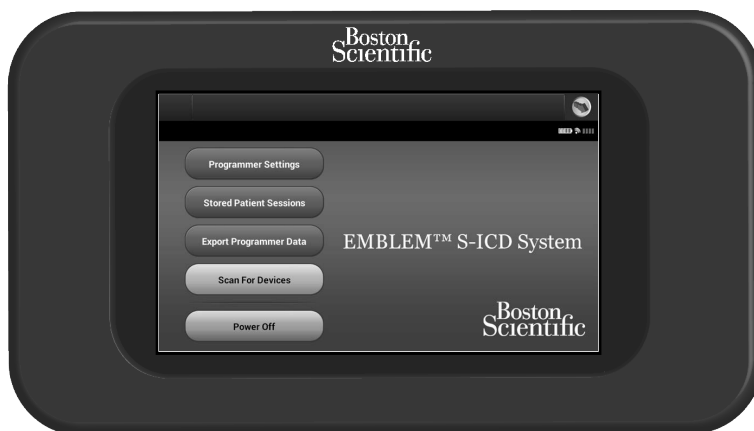 Boston
Scientific
Programmer Settings
Stored Patient Sessions
Export Programmer Data
EMBLEM™ S-ICD System
Scan For Devices
Power Off
Boston
Scientific